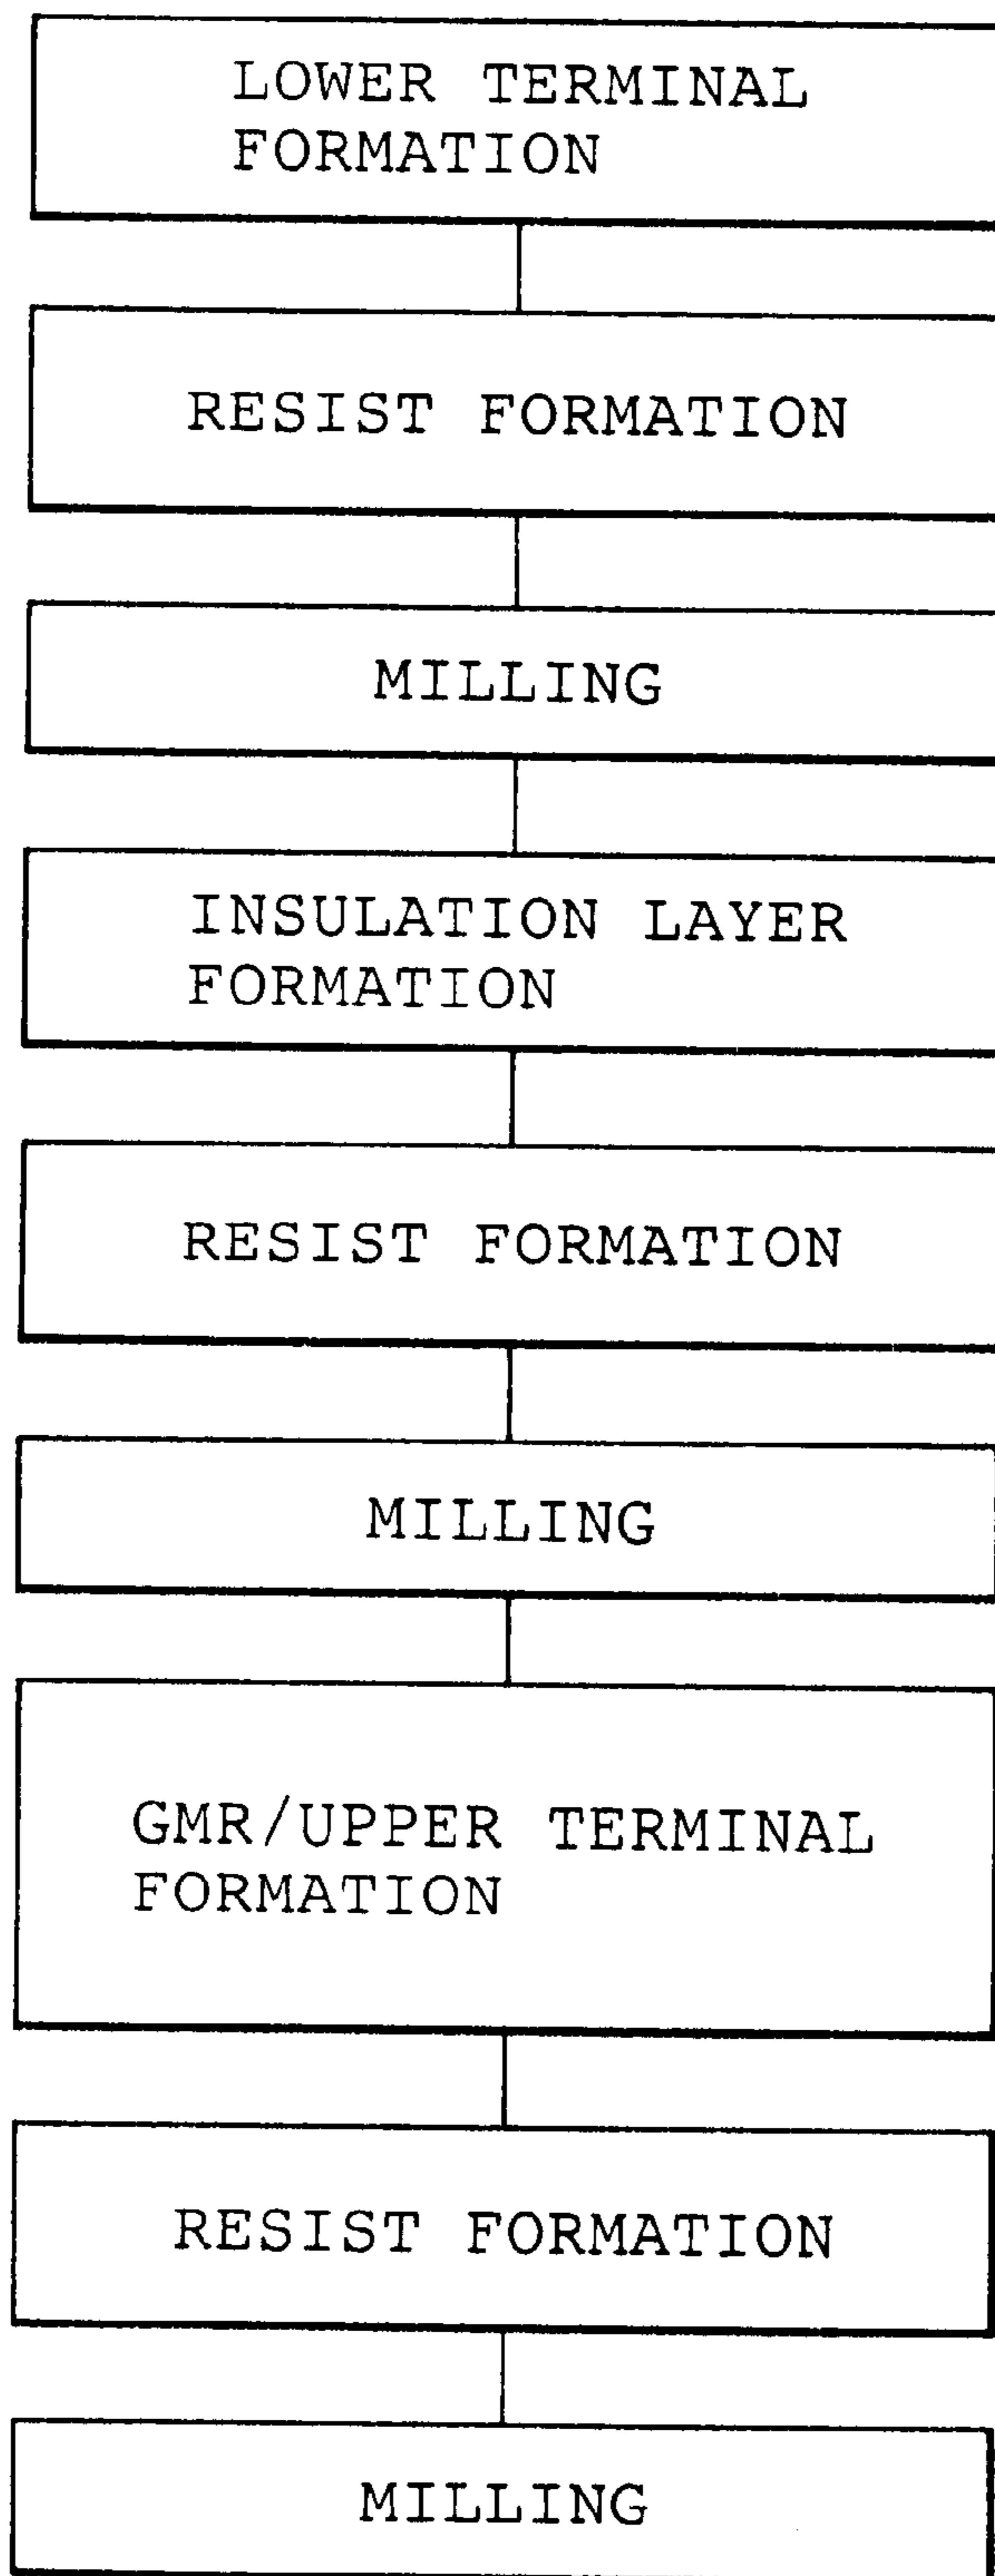 LOWER TERMINAL
FORMATION
RESIST FORMATION
MILLING
INSULATION LAYER
FORMATION
RESIST FORMATION
MILLING
GMR/UPPER TERMINAL
FORMATION
RESIST FORMATION
MILLING